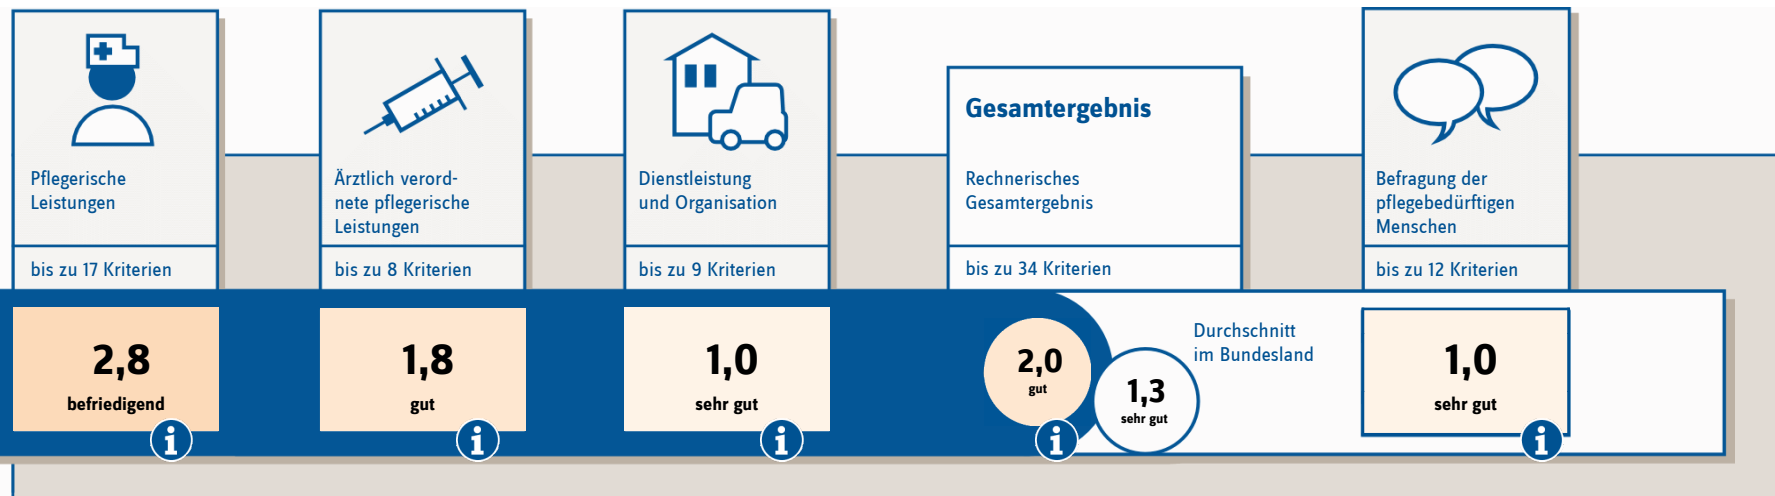 Pflegerische
Leistungen
bis zu 17 Kriterien
2,8
befriedigend
i
Ärztlich verord-
nete pflegerische
Leistungen
bis zu 8 Kriterien
1,8
gut
i
Dienstleistung
und Organisation
bis zu 9 Kriterien
1,0
sehr gut
i
Gesamtergebnis
Rechnerisches
Gesamtergebnis
bis zu 34 Kriterien
2,0
gut
i
1,3
sehr gut
Durchschnitt
im Bundesland
Befragung der
pflegebedürftigen
Menschen
bis zu 12 Kriterien
1,0
sehr gut
i